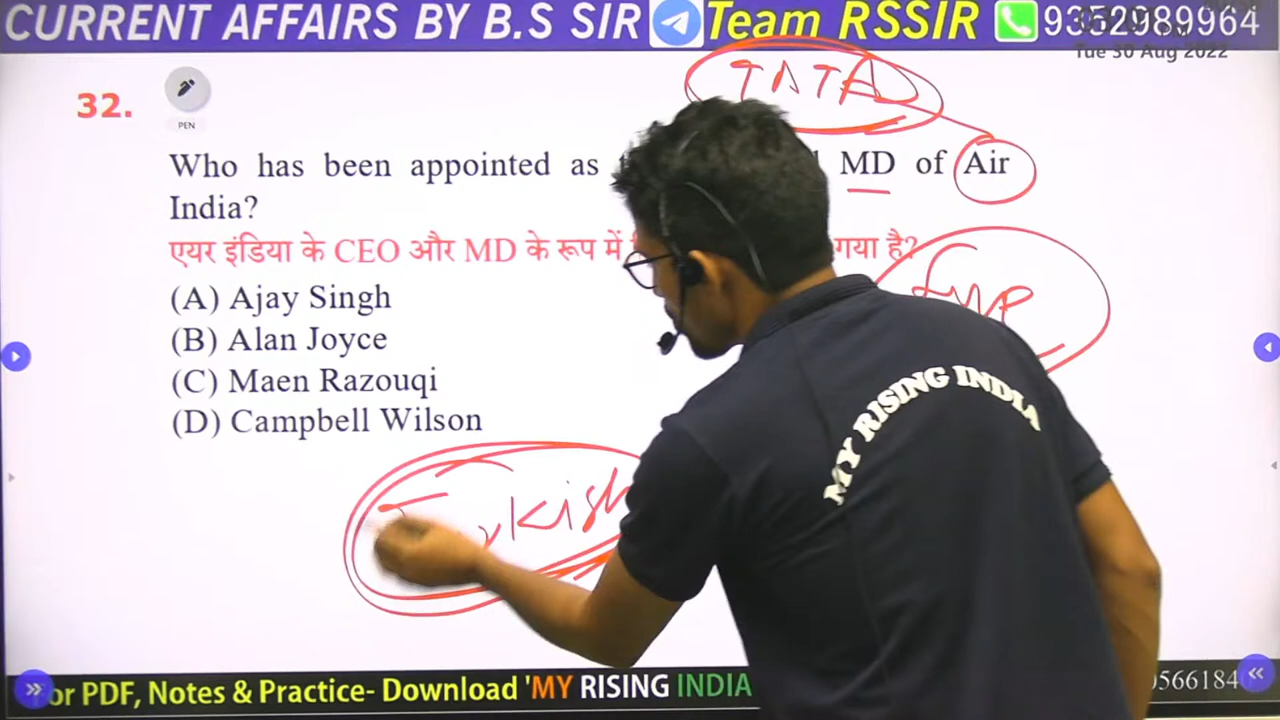 CURRENT AFFAIRS BY B.S SIR Team RSSIR 9352989964
Tue 30 Aug 2022
TATA
32.
PEN
Who has been appointed as MD of Air
India?
एयर इंडिया के CEO और MD के रूप में गया है?
(A) Ajay Singh
(B) Alan Joyce
(C) Maen Razouqi
(D) Campbell Wilson
MY RISING INDIA
or PDF, Notes & Practice- Download 'MY RISING INDIA 566184